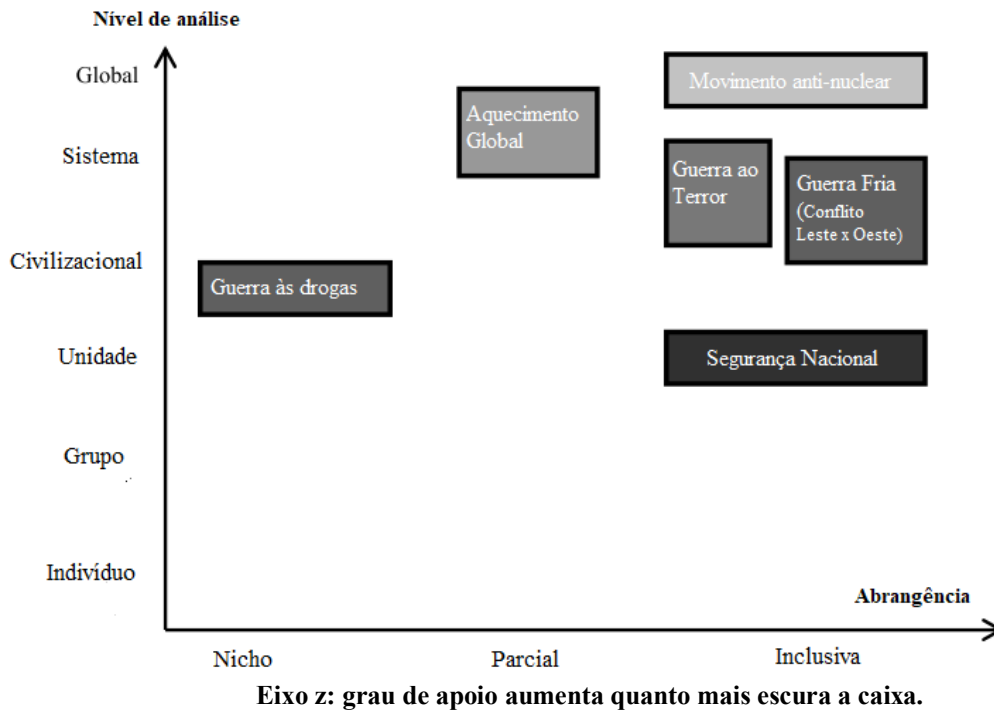 Nível de análise
Global
Movimento anti-nuclear
Aquecimento
Global
Sistema
Guerra ao
Terror
Guerra Fria
(Conflito
Leste x Oeste)
Civilizacional
Guerra às drogas
Unidade
Segurança Nacional
Grupo
Indivíduo
Abrangência
Nicho
Parcial
Inclusiva
Eixo z: grau de apoio aumenta quanto mais escura a caixa.